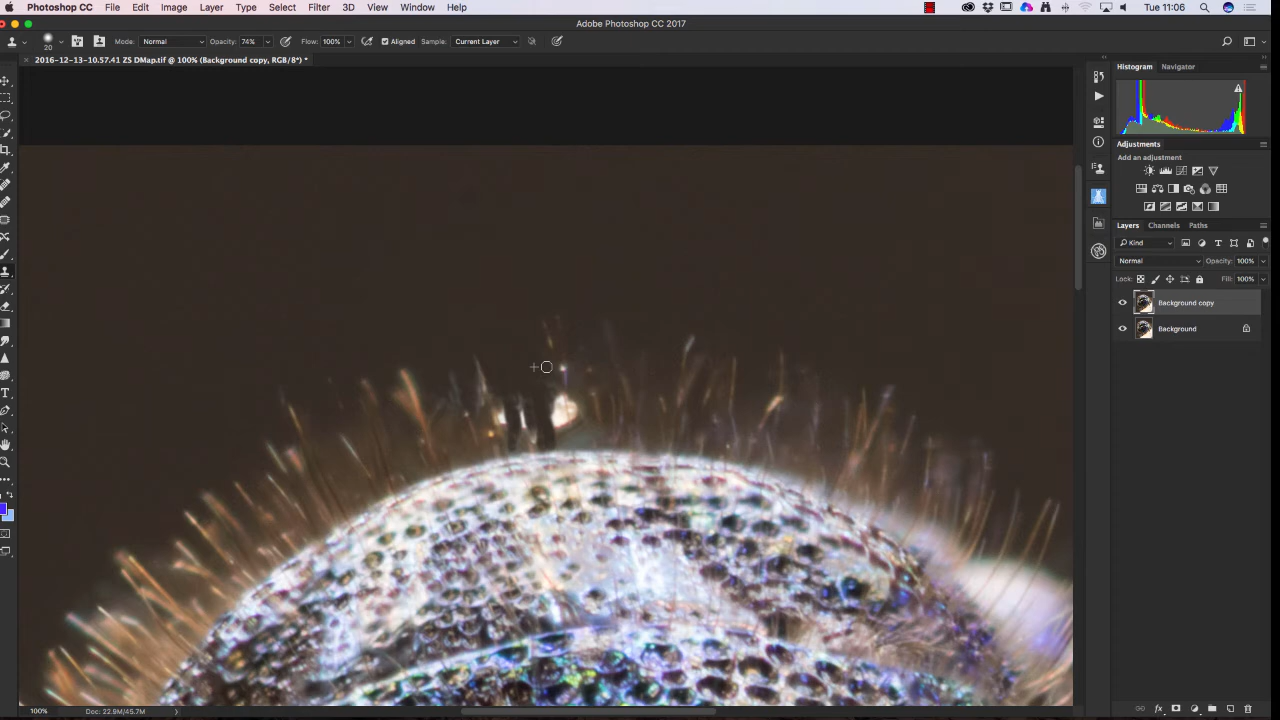 Photoshop CC File Edit Image Layer Type Select Filter 3D View Window Help Tue 11:06
Adobe Photoshop CC 2017
20 Mode: Normal Opacity: 74% Flow: 100% Aligned Sample: Current Layer
2016-12-13-10.57.41 ZS DMap.tif @ 100% (Background copy, RGB/8*) *
Histogram Navigator
Adjustments
Add an adjustment
Layers Channels Paths
Kind
Normal Opacity: 100%
Lock: Fill: 100%
Background copy
Background
100% Doc: 22.9M/45.7M